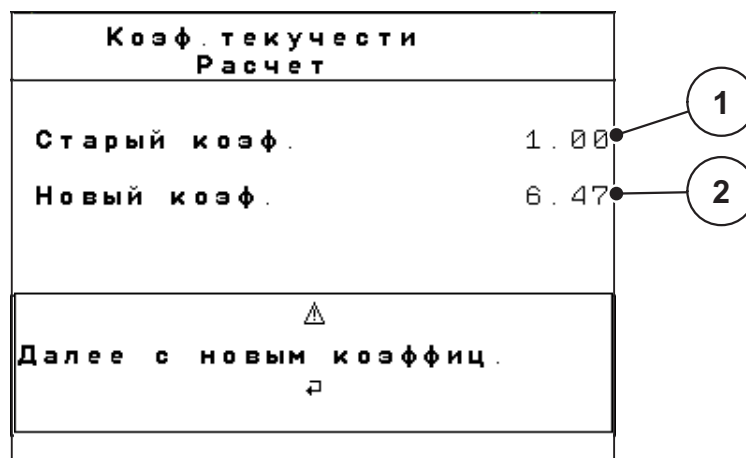 Коэф.текучести
Расчет
Старый коэф. 1.00
1
Новый коэф. 6.47
2
Далее с новым коэффиц.